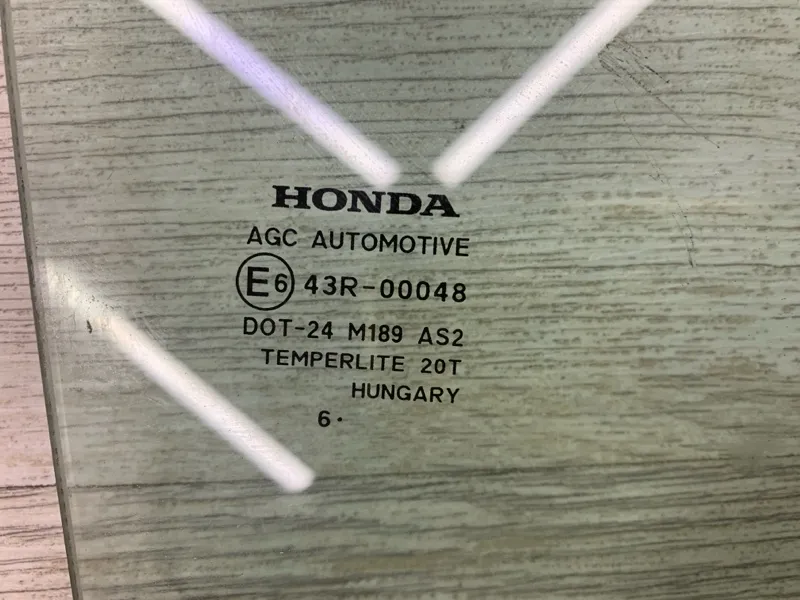 HONDA
AGC AUTOMOTIVE
E6 43R-00048
DOT-24 M189 AS2
TEMPERLITE 20T
HUNGARY
6·